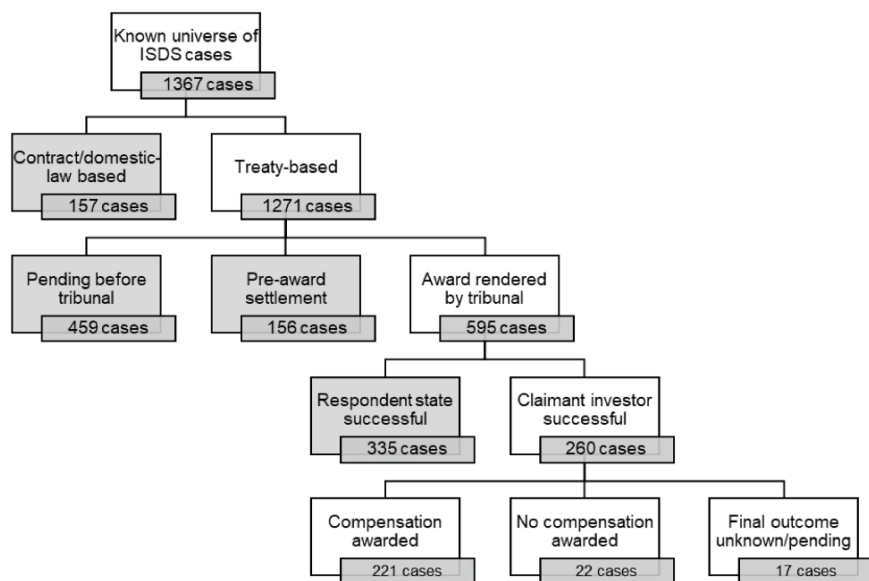 Known universe of
ISDS cases
1367 cases
Contract/domestic-
law based
157 cases
Treaty-based
1271 cases
Pending before
tribunal
459 cases
Pre-award
settlement
156 cases
Award rendered
by tribunal
595 cases
Respondent state
successful
335 cases
Claimant investor
successful
260 cases
Compensation
awarded
221 cases
No compensation
awarded
22 cases
Final outcome
unknown/pending
17 cases